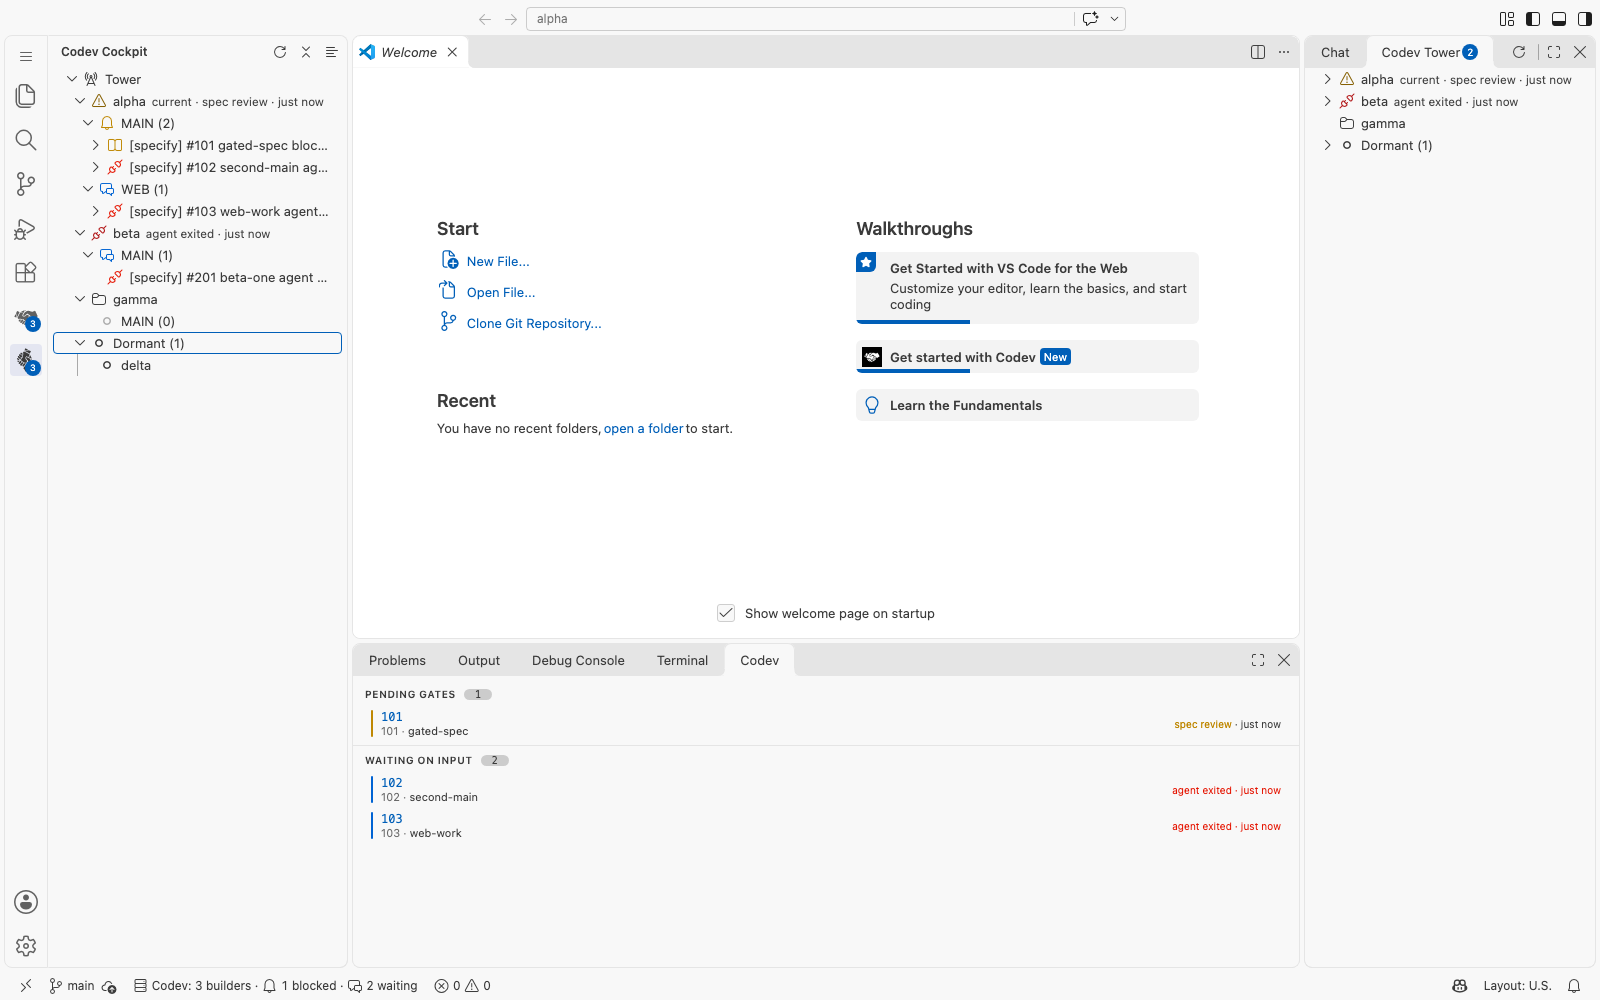 alpha
Codev Cockpit
Tower
alpha current · spec review · just now
MAIN (2)
[specify] #101 gated-spec bloc...
[specify] #102 second-main ag...
WEB (1)
[specify] #103 web-work agent...
beta agent exited · just now
MAIN (1)
[specify] #201 beta-one agent ...
gamma
MAIN (0)
Dormant (1)
delta
3
3
Welcome
Start
New File...
Open File...
Clone Git Repository...
Recent
You have no recent folders, open a folder to start.
Walkthroughs
Get Started with VS Code for the Web
Customize your editor, learn the basics, and start
coding
Get started with Codev New
Learn the Fundamentals
Show welcome page on startup
Problems Output Debug Console Terminal Codev
PENDING GATES 1
101
101 · gated-spec
spec review · just now
WAITING ON INPUT 2
102
102 · second-main
agent exited · just now
103
103 · web-work
agent exited · just now
Chat Codev Tower 2
alpha current · spec review · just now
beta agent exited · just now
gamma
Dormant (1)
main Codev: 3 builders · 1 blocked · 2 waiting 0 0
Layout: U.S.